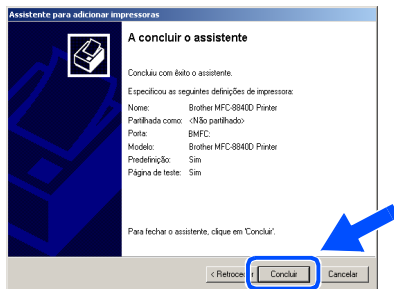 Assistente para adicionar impressoras
A concluir o assistente
Concluiu com êxito o assistente.
Especificou as seguintes definições de impressora:
Nome: Brother MFC-8840D Printer
Partilhada como: <Não partilhado>
Porta: BMFC:
Modelo: Brother MFC-8840D Printer
Predefinição: Sim
Página de teste: Sim
Para fechar o assistente, clique em 'Concluir'.
< Retroceder Concluir Cancelar